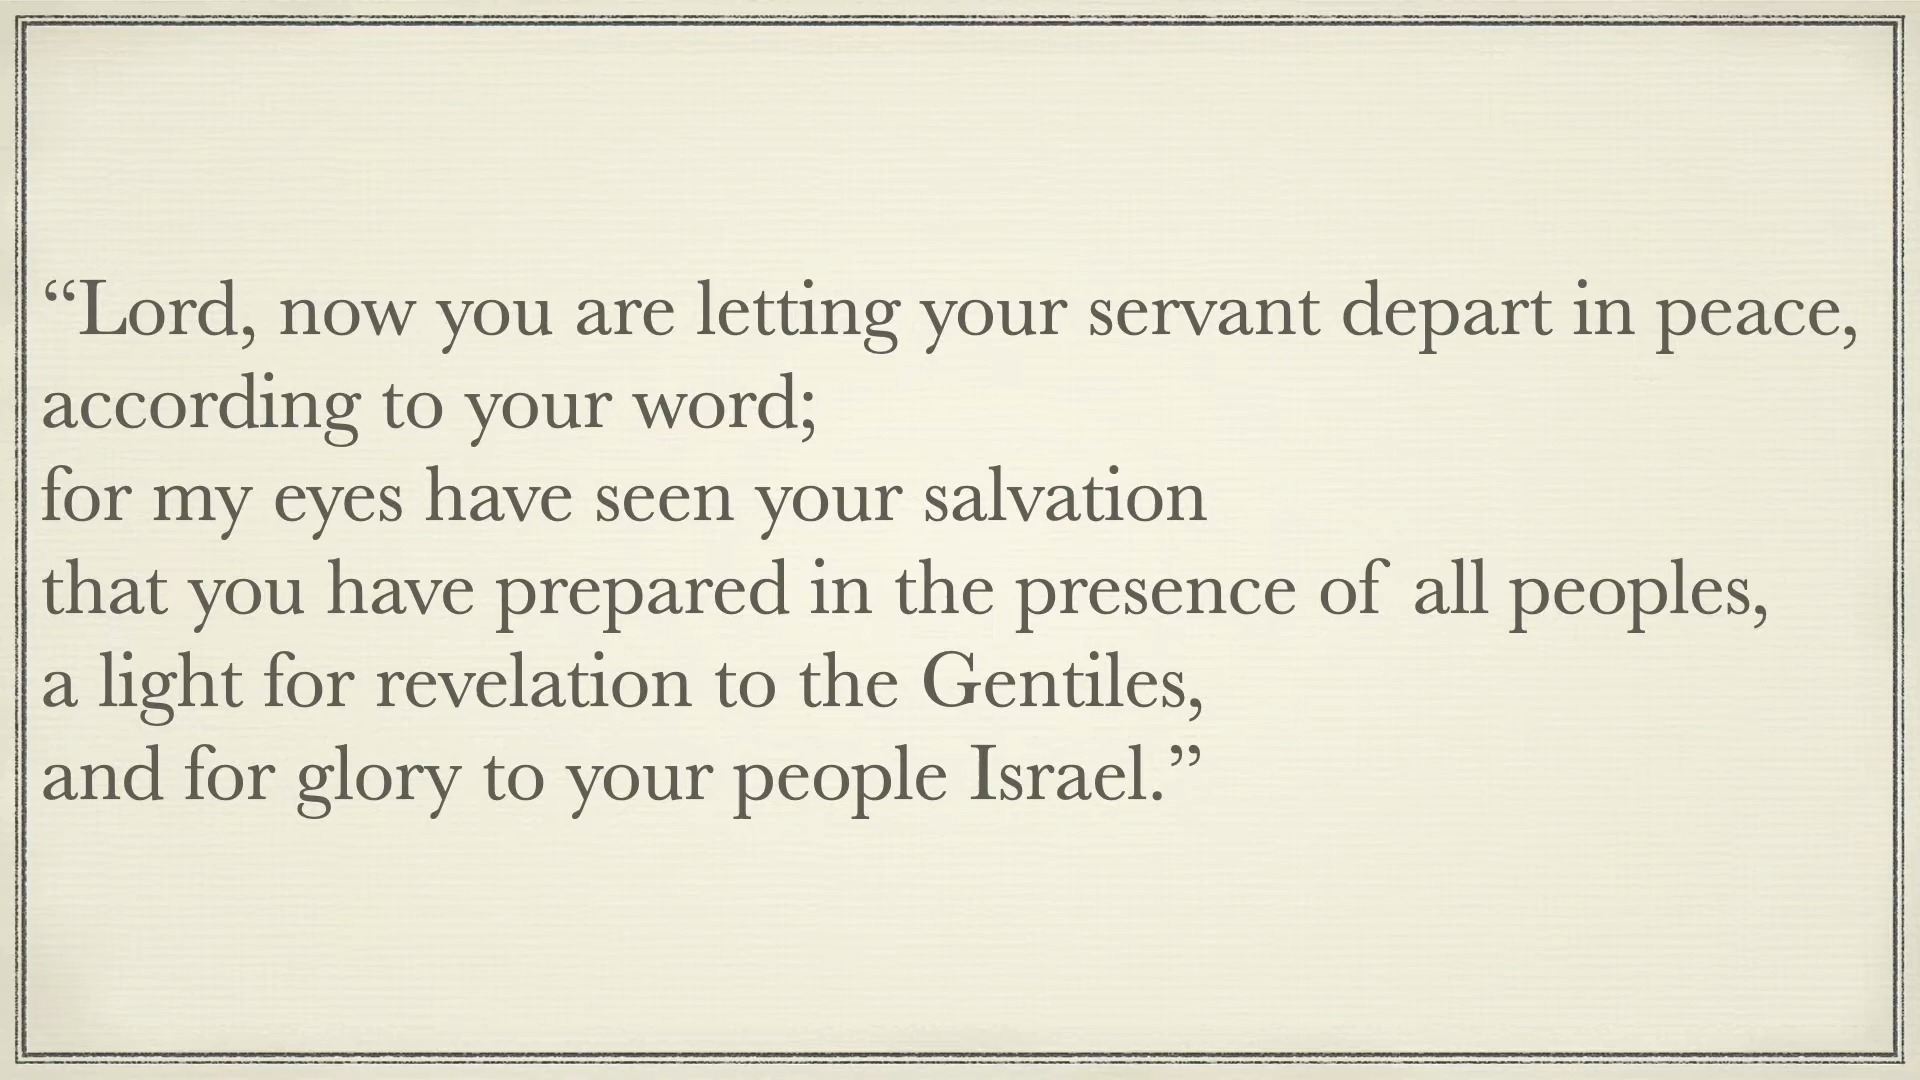 “Lord, now you are letting your servant depart in peace,
according to your word;
for my eyes have seen your salvation
that you have prepared in the presence of all peoples,
a light for revelation to the Gentiles,
and for glory to your people Israel.”